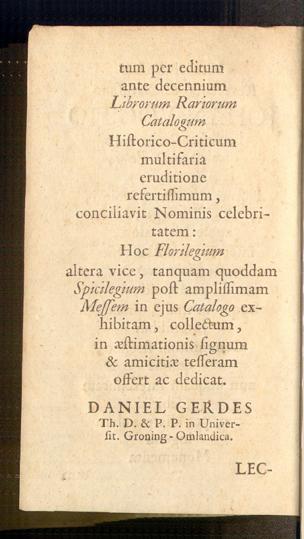 tum per editum
ante decennium
Librorum Rariorum
Catalogum
Hiſtorico-Criticum
multifaria
eruditione
refertiſſimum,
conciliavit Nominis celebri-
tatem:
Hoc Florilegium
altera vice, tanquam quoddam
Spicilegium poſt ampliſſimam
Meſſem in ejus Catalogo ex-
hibitam, collectum,
in æſtimationis ſignum
& amicitiæ teſſeram
offert ac dedicat.
DANIEL GERDES
Th. D. & P. P. in Univer-
ſit. Groning-Omlandica.
LEC-